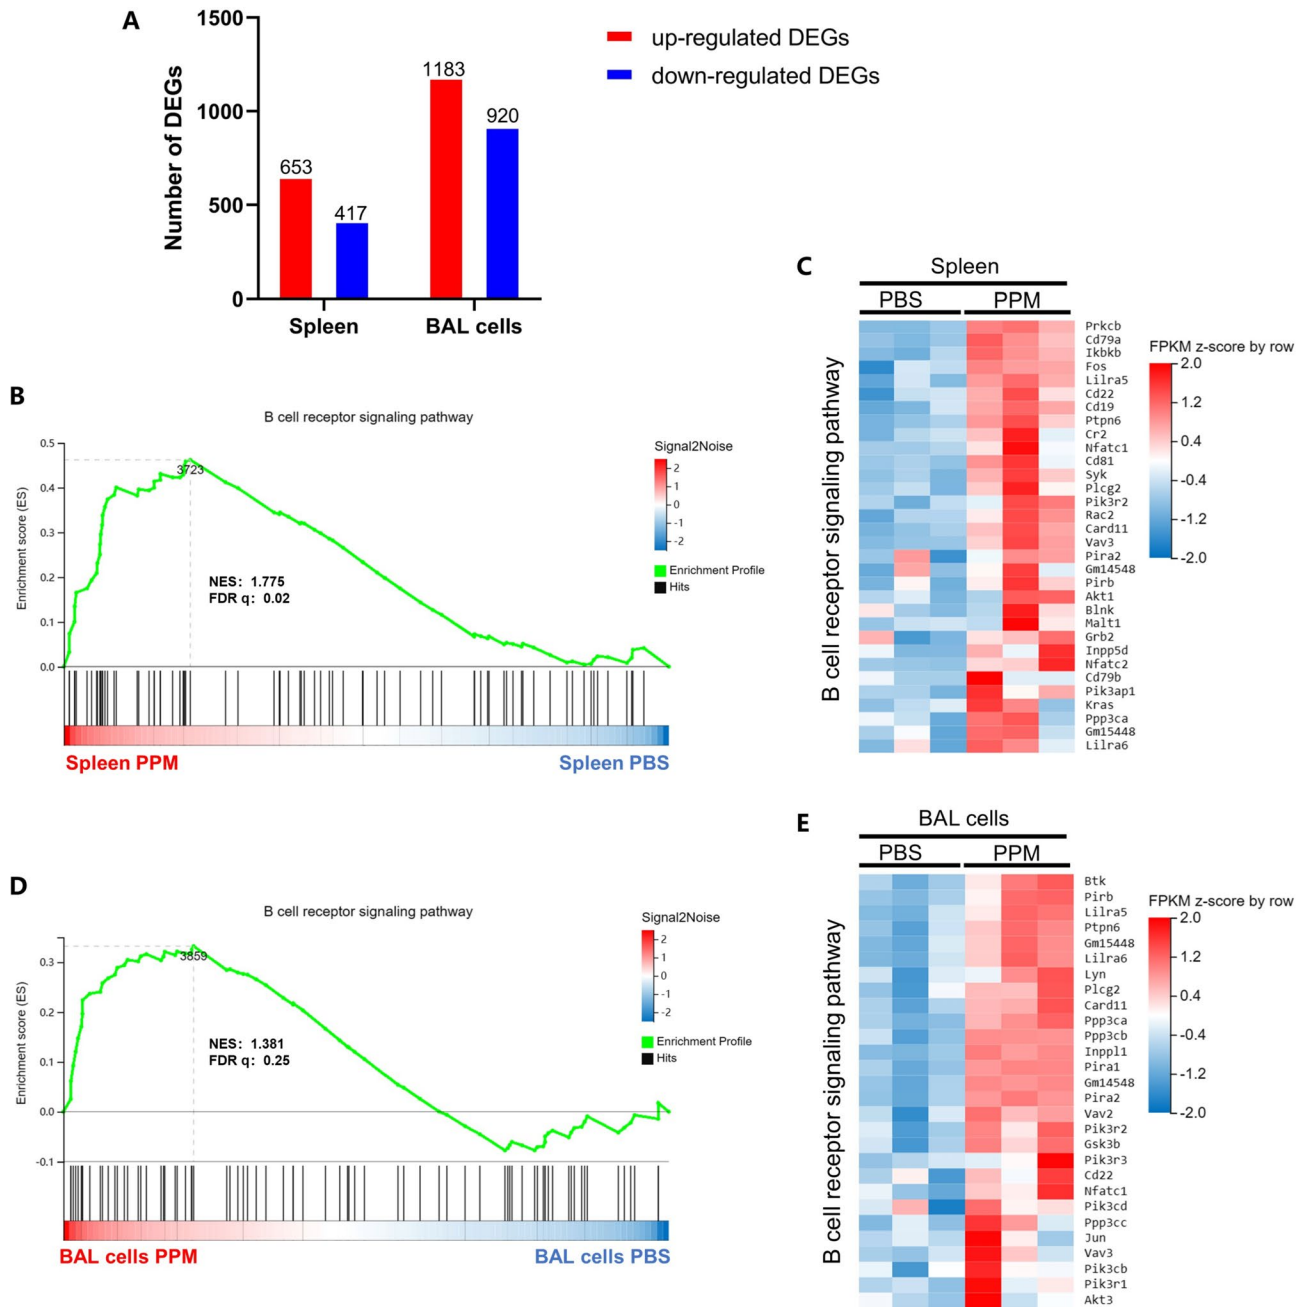 A
1500
1000
500
0
Number of DEGs
653
417
1183
920
Spleen
BAL cells
up-regulated DEGs
down-regulated DEGs
B
B cell receptor signaling pathway
Enrichment score (ES)
0.5
0.4
0.3
0.2
0.1
0.0
3723
NES: 1.775
FDR q: 0.02
Signal2Noise
2
1
0
-1
-2
Enrichment Profile
Hits
Spleen PPM
Spleen PBS
C
Spleen
PBS
PPM
B cell receptor signaling pathway
Prkcb
Cd79a
Ikbkb
Fos
Lilra5
Cd22
Cd19
Ptpn6
Cr2
Nfatc1
Cd81
Syk
Plcg2
Pik3r2
Rac2
Card11
Vav3
Pira2
Gm14548
Pirb
Akt1
Blnk
Malt1
Grb2
Inpp5d
Nfatc2
Cd79b
Pik3ap1
Kras
Ppp3ca
Gm15448
Lilra6
FPKM z-score by row
2.0
1.2
0.4
-0.4
-1.2
-2.0
D
B cell receptor signaling pathway
Enrichment score (ES)
0.3
0.2
0.1
0.0
-0.1
3859
NES: 1.381
FDR q: 0.25
Signal2Noise
2
1
0
-1
-2
Enrichment Profile
Hits
BAL cells PPM
BAL cells PBS
E
BAL cells
PBS
PPM
B cell receptor signaling pathway
Btk
Pirb
Lilra5
Ptpn6
Gm15448
Lilra6
Lyn
Plcg2
Card11
Ppp3ca
Ppp3cb
Inppl1
Pira1
Gm14548
Pira2
Vav2
Pik3r2
Gsk3b
Pik3r3
Cd22
Nfatc1
Pik3cd
Ppp3cc
Jun
Vav3
Pik3cb
Pik3r1
Akt3
FPKM z-score by row
2.0
1.2
0.4
-0.4
-1.2
-2.0